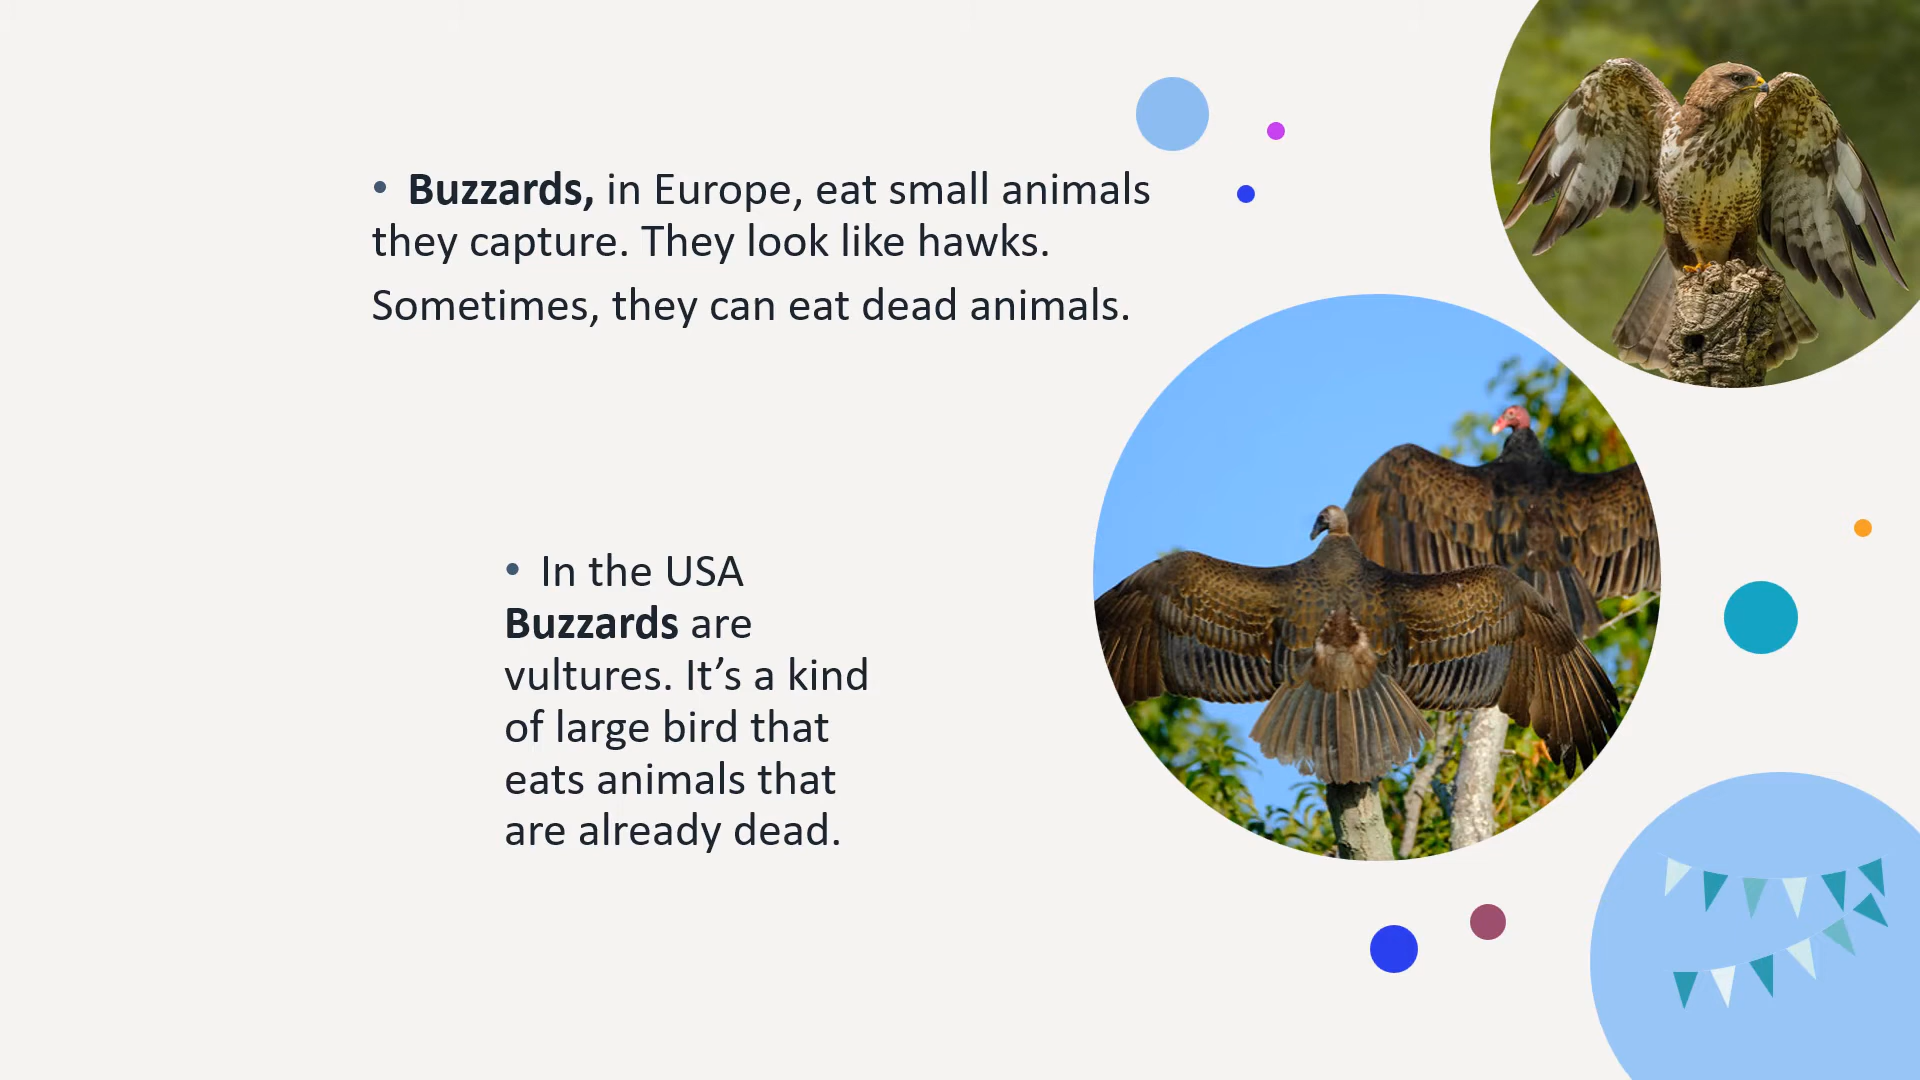 • Buzzards, in Europe, eat small animals
they capture. They look like hawks.
Sometimes, they can eat dead animals.
• In the USA
Buzzards are
vultures. It’s a kind
of large bird that
eats animals that
are already dead.